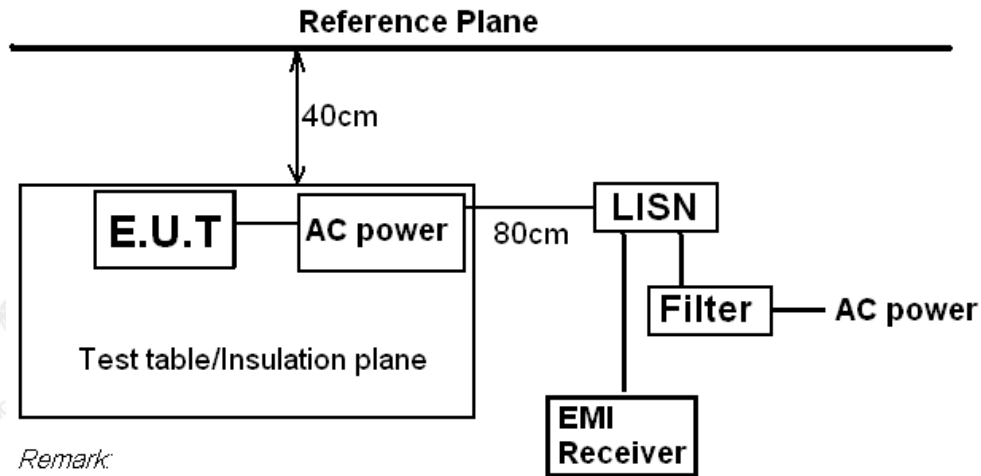 Reference Plane
40cm
E.U.T
AC power
80cm
LISN
Filter
AC power
Test table/Insulation plane
EMI
Receiver
Remark: